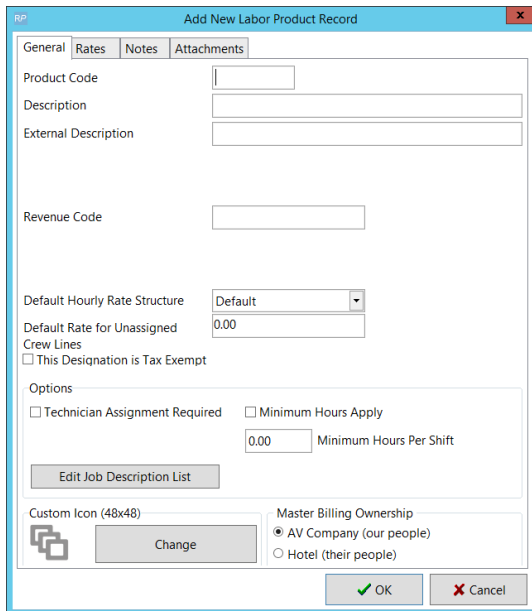 RP Add New Labor Product Record x
General Rates Notes Attachments
Product Code
Description
External Description
Revenue Code
Default Hourly Rate Structure Default
Default Rate for Unassigned 0.00
Crew Lines
This Designation is Tax Exempt
Options
Technician Assignment Required Minimum Hours Apply
0.00 Minimum Hours Per Shift
Edit Job Description List
Custom Icon (48x48) Master Billing Ownership
Change AV Company (our people)
Hotel (their people)
OK Cancel